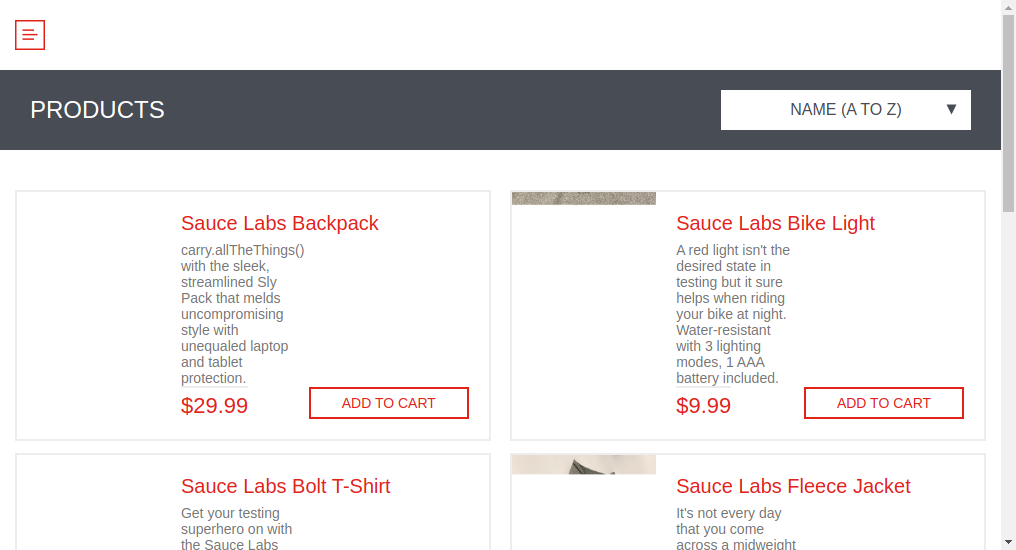 PRODUCTS
NAME (A TO Z)
Sauce Labs Backpack
carry.allTheThings()
with the sleek,
streamlined Sly
Pack that melds
uncompromising
style with
unequaled laptop
and tablet
protection.
$29.99
ADD TO CART
Sauce Labs Bike Light
A red light isn't the
desired state in
testing but it sure
helps when riding
your bike at night.
Water-resistant
with 3 lighting
modes, 1 AAA
battery included.
$9.99
ADD TO CART
Sauce Labs Bolt T-Shirt
Get your testing
superhero on with
the Sauce Labs
Sauce Labs Fleece Jacket
It's not every day
that you come
across a midweight